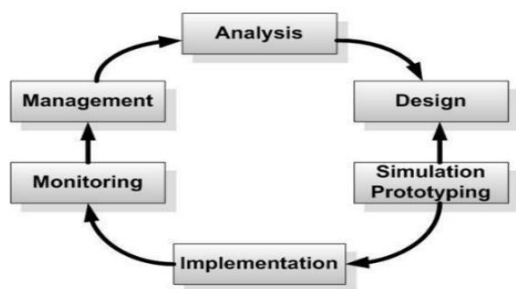 Analysis
Management
Design
Monitoring
Simulation
Prototyping
Implementation